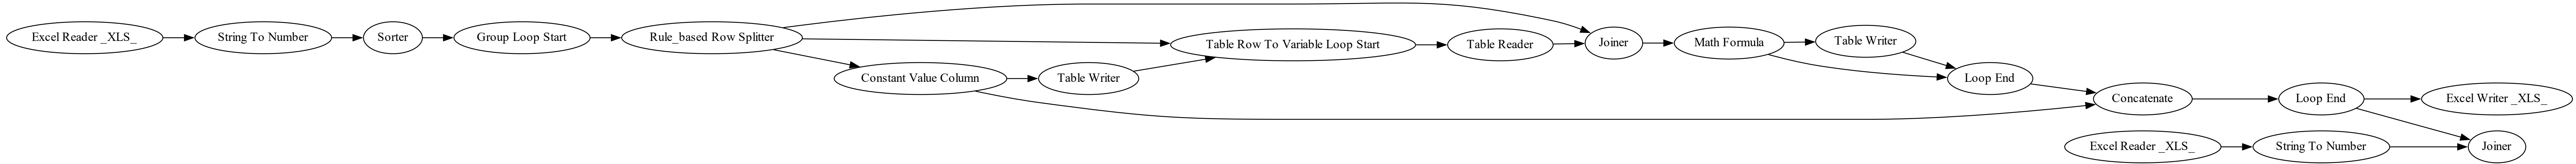 Excel Reader _XLS_
String To Number
Sorter
Group Loop Start
Rule_based Row Splitter
Constant Value Column
Table Writer
Table Row To Variable Loop Start
Table Reader
Joiner
Math Formula
Table Writer
Loop End
Concatenate
Loop End
Excel Writer _XLS_
Excel Reader _XLS_
String To Number
Joiner